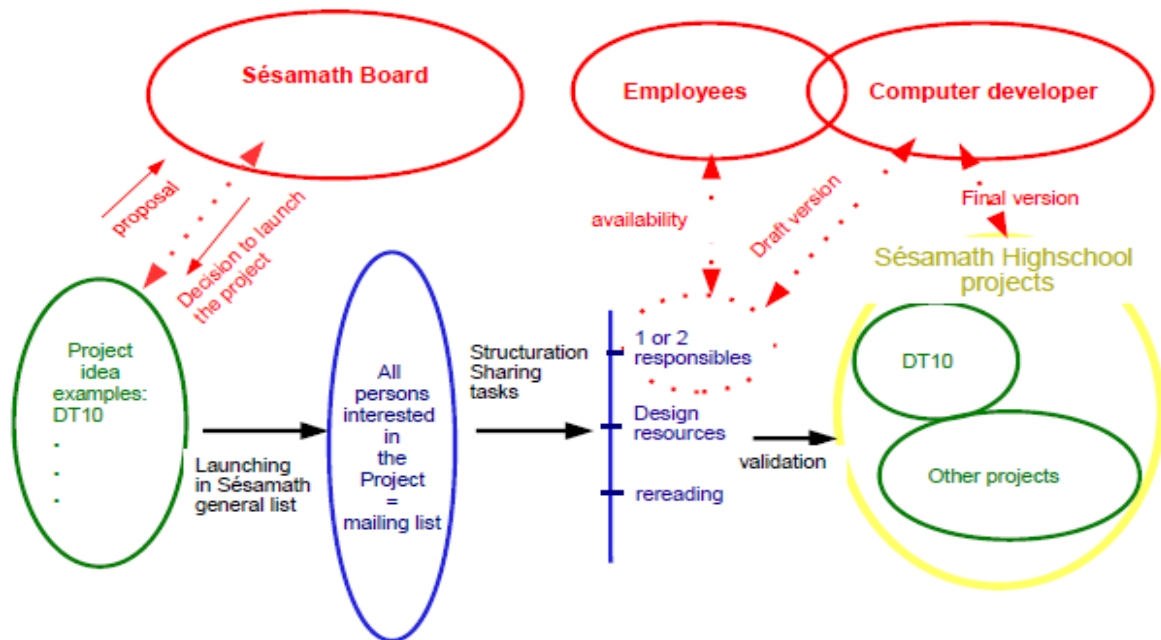 Sésamath Board
Employees
Computer developer
proposal
Decision to launch
the project
availability
Draft version
Final version
Sésamath Highschool
projects
Project
idea
examples:
DT10
.
.
.
Launching
in Sésamath
general list
All
persons
interested
in
the
Project
=
mailing list
Structuration
Sharing
tasks
1 or 2
responsibles
Design
resources
rereading
validation
DT10
Other projects